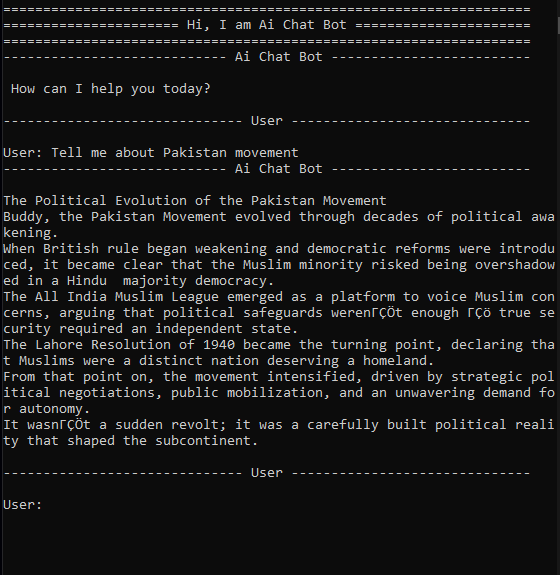 ==================================================================
====================== Hi, I am Ai Chat Bot ======================
==================================================================
---------------------------- Ai Chat Bot -------------------------
How can I help you today?
------------------------------ User ------------------------------
User: Tell me about Pakistan movement
---------------------------- Ai Chat Bot -------------------------
The Political Evolution of the Pakistan Movement
Buddy, the Pakistan Movement evolved through decades of political awa
kening.
When British rule began weakening and democratic reforms were introdu
ced, it became clear that the Muslim minority risked being overshadow
ed in a Hindu  majority democracy.
The All India Muslim League emerged as a platform to voice Muslim con
cerns, arguing that political safeguards werenΓÇÖt enough ΓÇö true se
curity required an independent state.
The Lahore Resolution of 1940 became the turning point, declaring tha
t Muslims were a distinct nation deserving a homeland.
From that point on, the movement intensified, driven by strategic pol
itical negotiations, public mobilization, and an unwavering demand fo
r autonomy.
It wasnΓÇÖt a sudden revolt; it was a carefully built political reali
ty that shaped the subcontinent.
------------------------------ User ------------------------------
User: